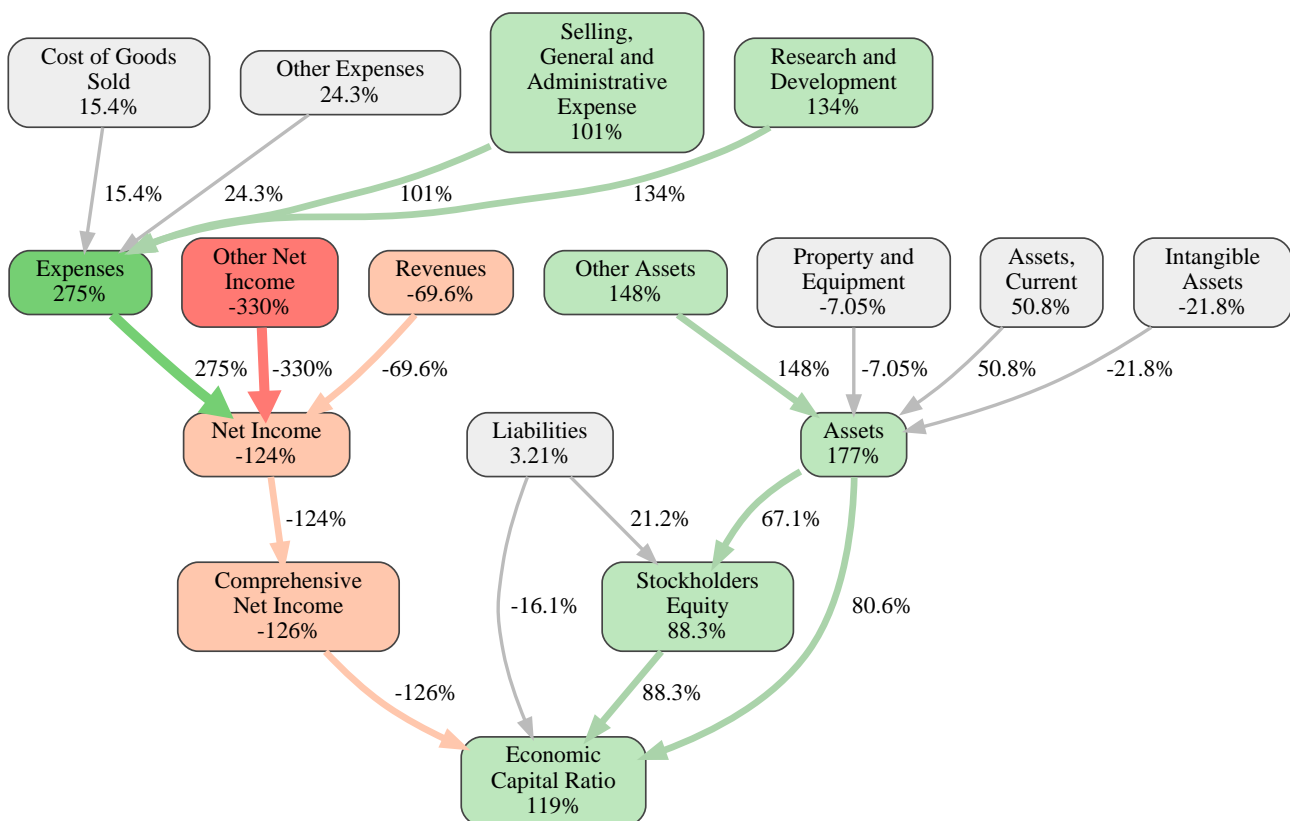 Cost of Goods
Sold
15.4%
Other Expenses
24.3%
Selling,
General and
Administrative
Expense
101%
Research and
Development
134%
15.4%
24.3%
101%
134%
Expenses
275%
Other Net
Income
-330%
Revenues
-69.6%
Other Assets
148%
Property and
Equipment
-7.05%
Assets,
Current
50.8%
Intangible
Assets
-21.8%
275%
-330%
-69.6%
148%
-7.05%
50.8%
-21.8%
Net Income
-124%
Liabilities
3.21%
Assets
177%
-124%
21.2%
67.1%
Comprehensive
Net Income
-126%
-16.1%
Stockholders
Equity
88.3%
80.6%
-126%
88.3%
Economic
Capital Ratio
119%